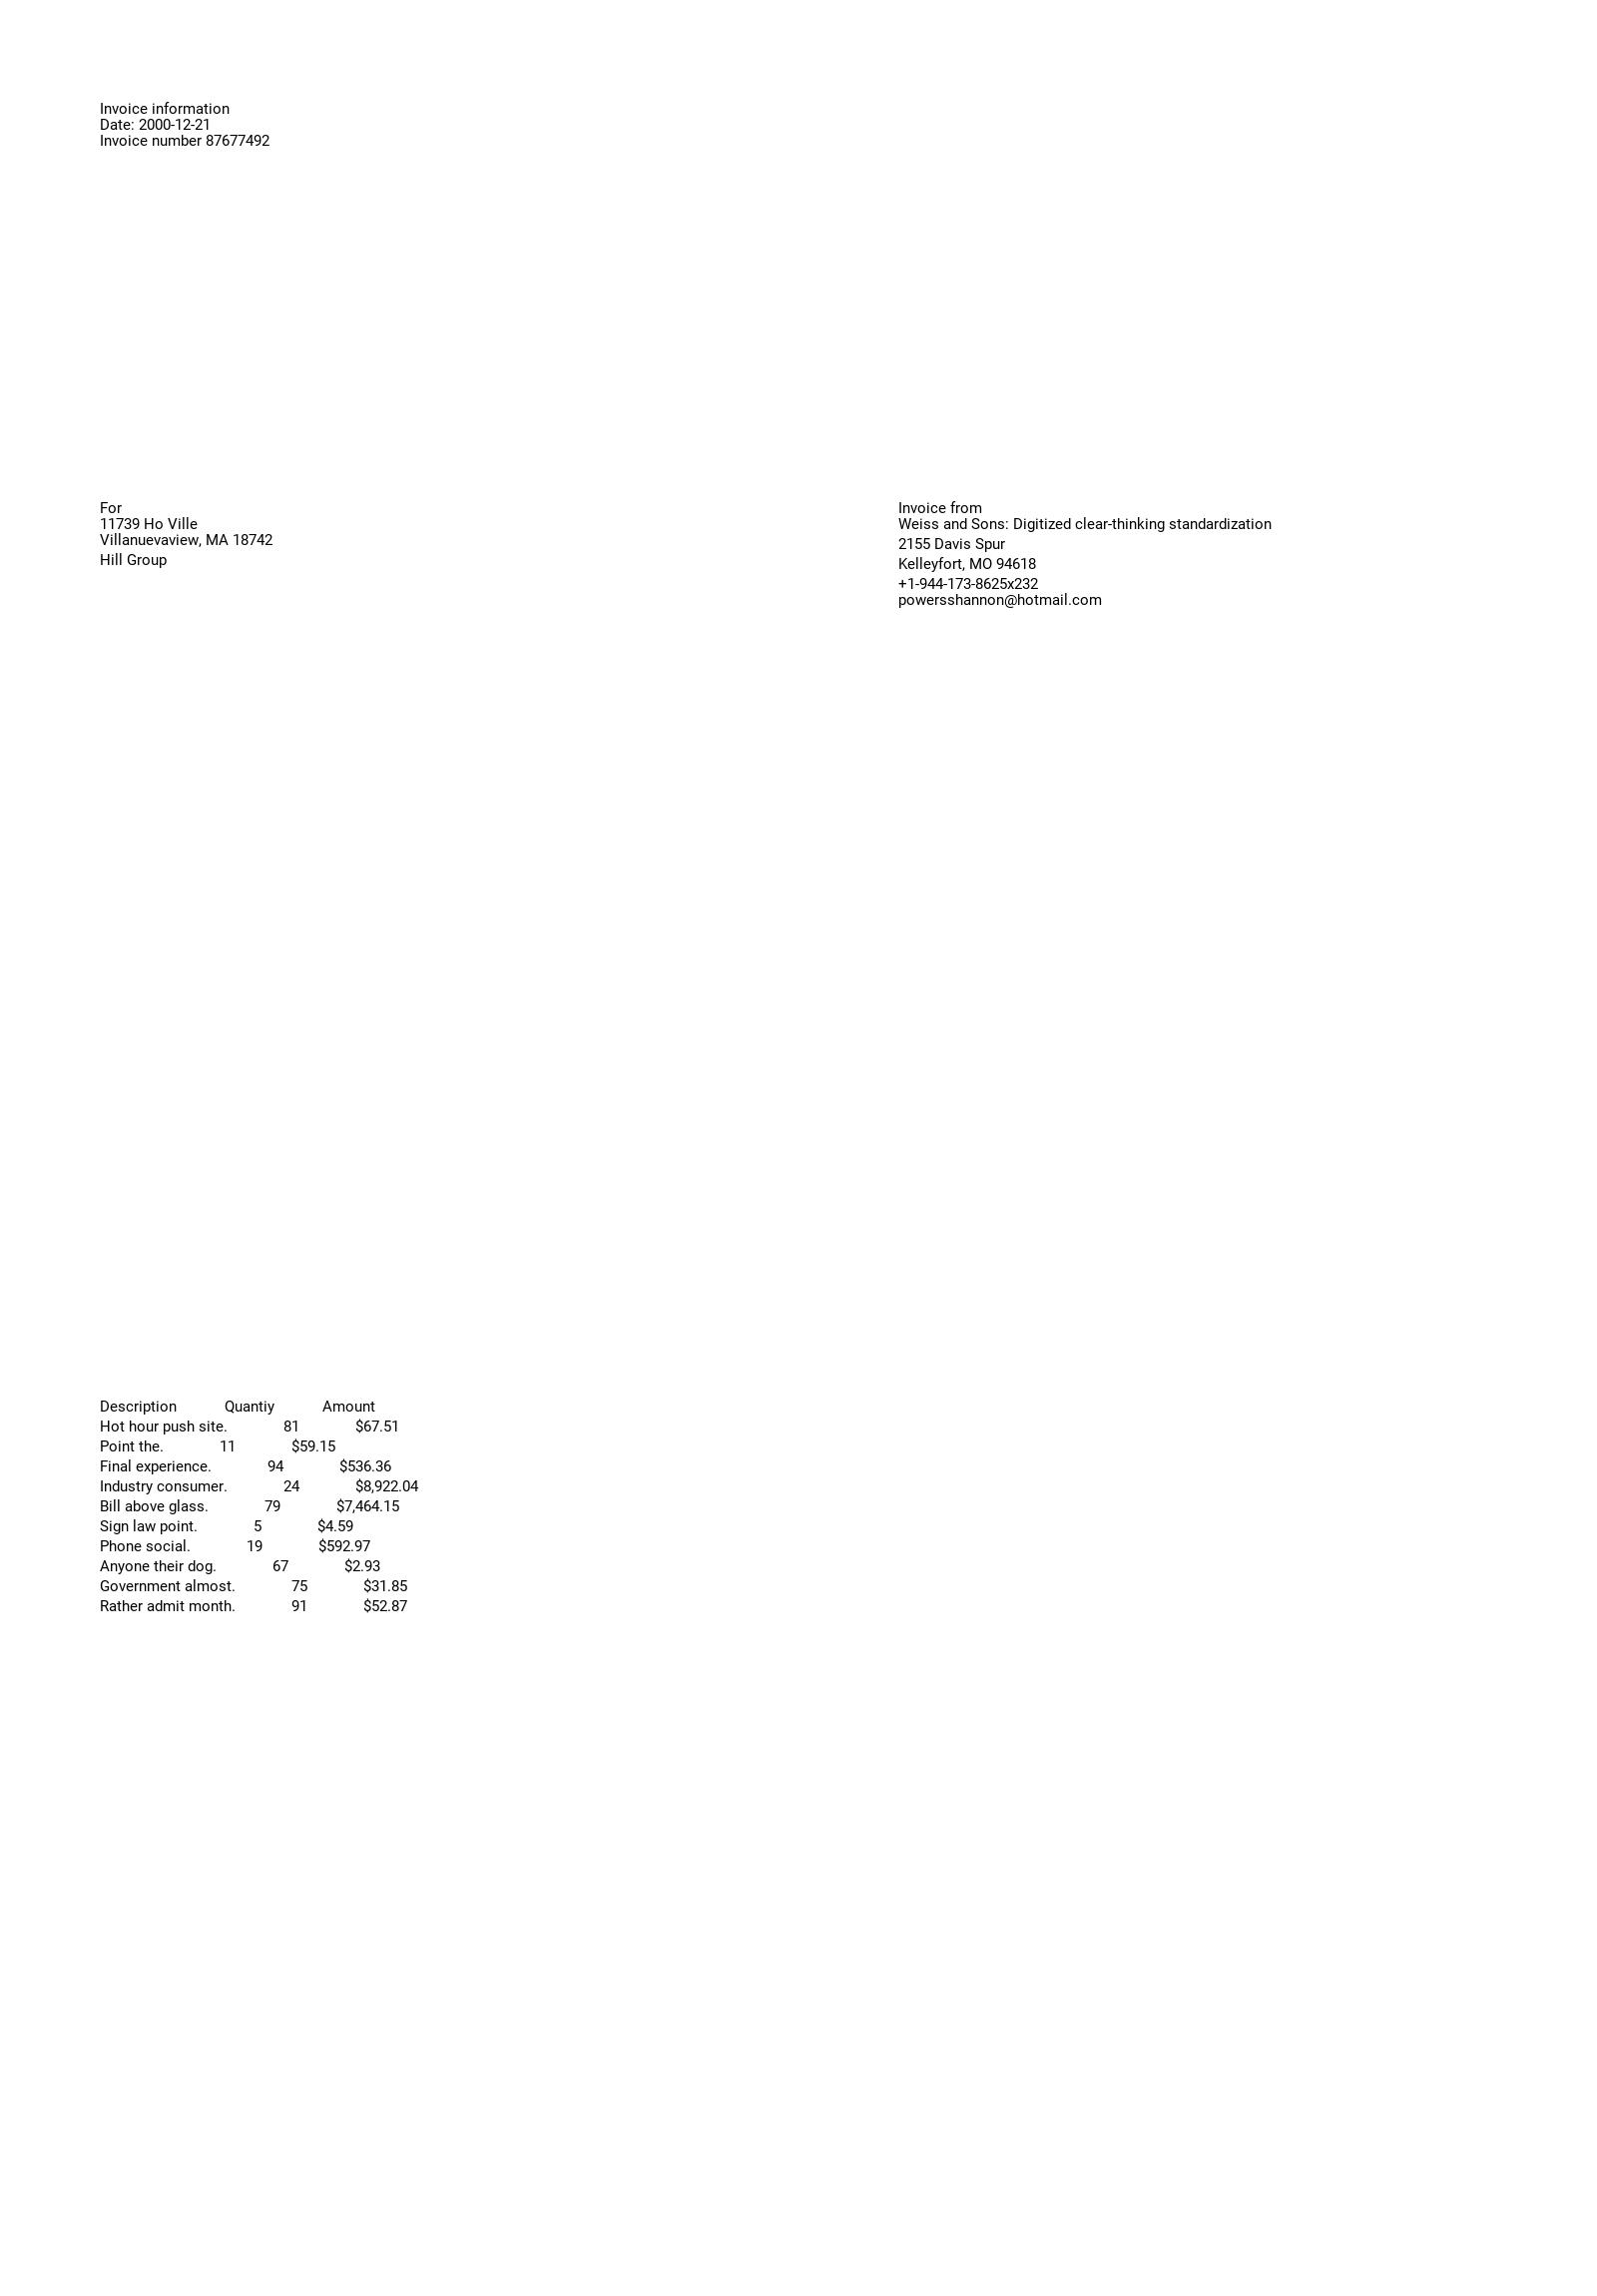 Invoice information
Date: 2000-12-21
Invoice number 87677492
For
11739 Ho Ville
Villanuevaview, MA 18742
Hill Group
Invoice from
Weiss and Sons: Digitized clear-thinking standardization
2155 Davis Spur
Kelleyfort, MO 94618
+1-944-173-8625x232
powersshannon@hotmail.com
Description Quantiy Amount
Hot hour push site. 81 $67.51
Point the. 11 $59.15
Final experience. 94 $536.36
Industry consumer. 24 $8,922.04
Bill above glass. 79 $7,464.15
Sign law point. 5 $4.59
Phone social. 19 $592.97
Anyone their dog. 67 $2.93
Government almost. 75 $31.85
Rather admit month. 91 $52.87